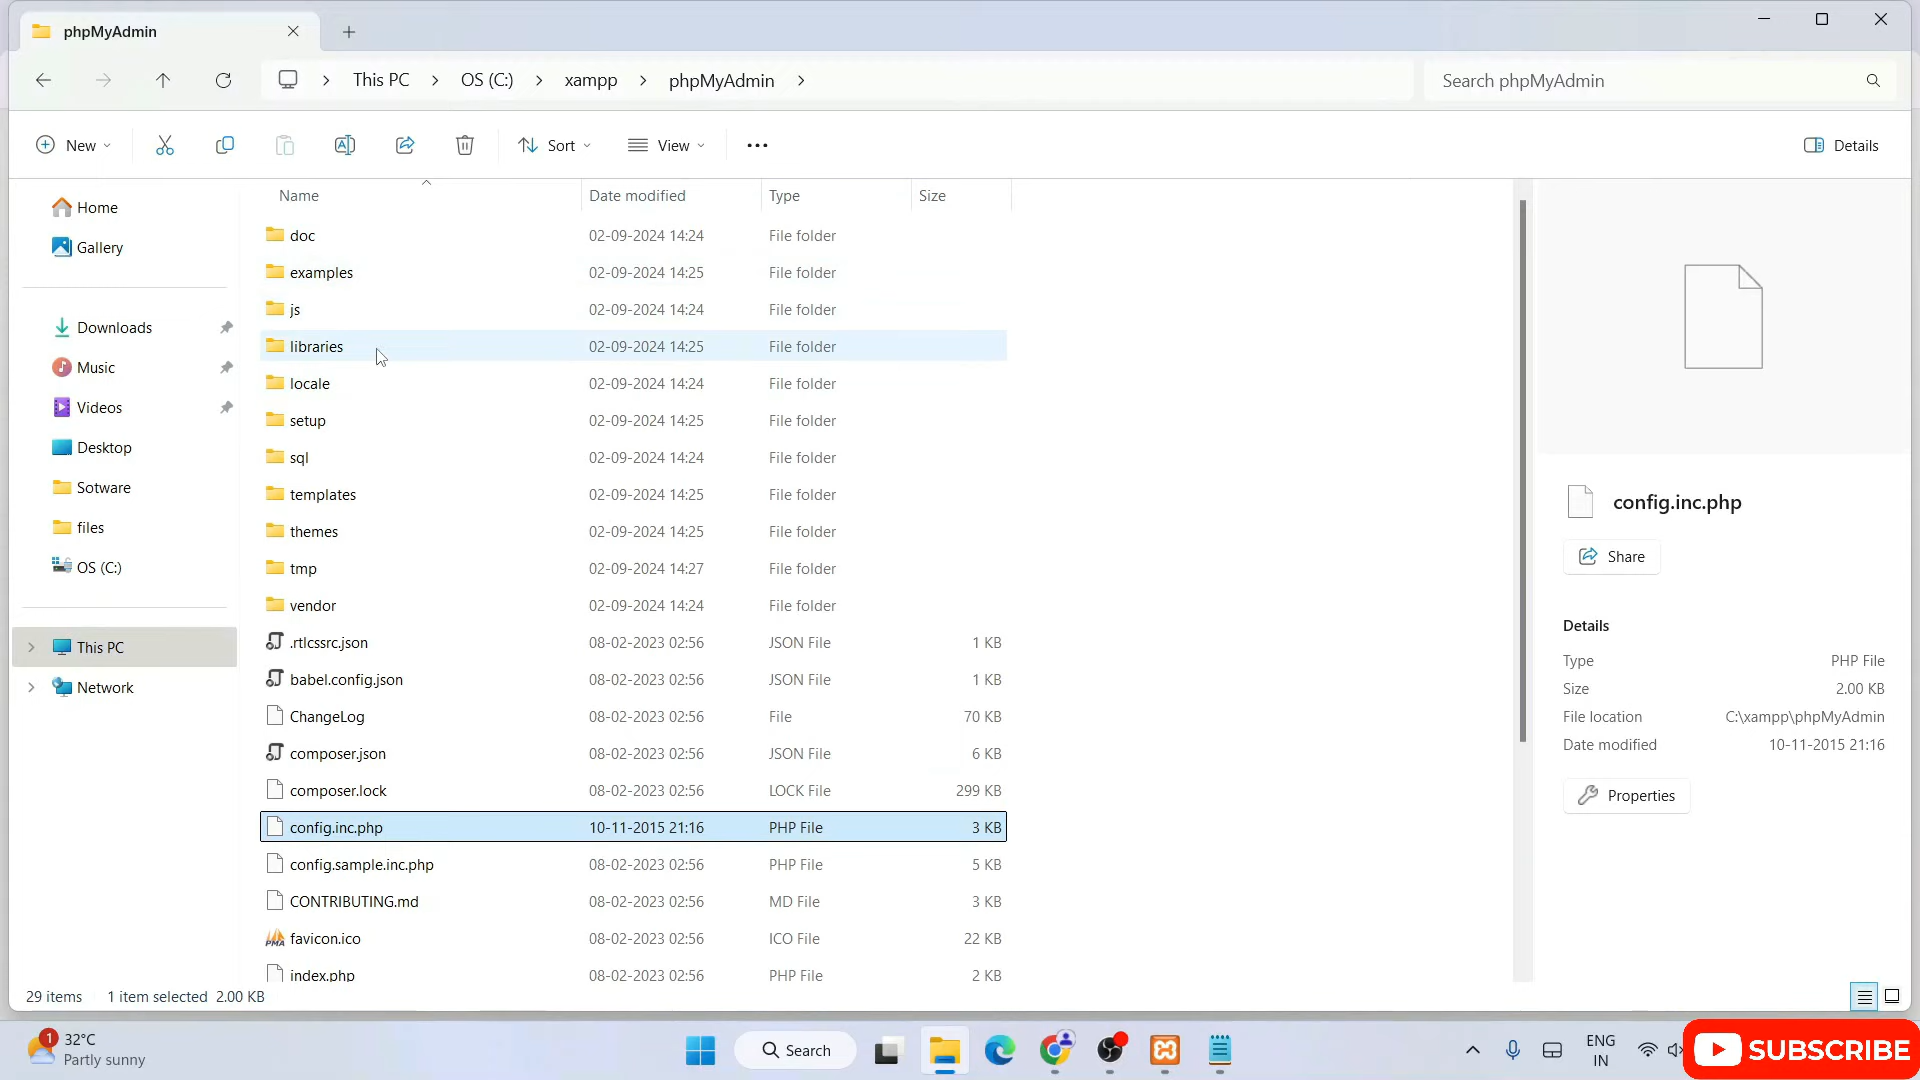 phpMyAdmin
This PC > OS (C:) > xampp > phpMyAdmin >
Search phpMyAdmin
New
Sort
View
Details
Name Date modified Type Size
Home
Gallery
Downloads
Music
Videos
Desktop
Sotware
files
OS (C:)
This PC
Network
doc 02-09-2024 14:24 File folder
examples 02-09-2024 14:25 File folder
js 02-09-2024 14:24 File folder
libraries 02-09-2024 14:25 File folder
locale 02-09-2024 14:24 File folder
setup 02-09-2024 14:25 File folder
sql 02-09-2024 14:24 File folder
templates 02-09-2024 14:25 File folder
themes 02-09-2024 14:25 File folder
tmp 02-09-2024 14:27 File folder
vendor 02-09-2024 14:24 File folder
.rtlcssrc.json 08-02-2023 02:56 JSON File 1 KB
babel.config.json 08-02-2023 02:56 JSON File 1 KB
ChangeLog 08-02-2023 02:56 File 70 KB
composer.json 08-02-2023 02:56 JSON File 6 KB
composer.lock 08-02-2023 02:56 LOCK File 299 KB
config.inc.php 10-11-2015 21:16 PHP File 3 KB
config.sample.inc.php 08-02-2023 02:56 PHP File 5 KB
CONTRIBUTING.md 08-02-2023 02:56 MD File 3 KB
favicon.ico 08-02-2023 02:56 ICO File 22 KB
index.php 08-02-2023 02:56 PHP File 2 KB
config.inc.php
Share
Details
Type PHP File
Size 2.00 KB
File location C:\xampp\phpMyAdmin
Date modified 10-11-2015 21:16
Properties
29 items 1 item selected 2.00 KB
1
32°C
Partly sunny
Search
ENG
IN
SUBSCRIBE